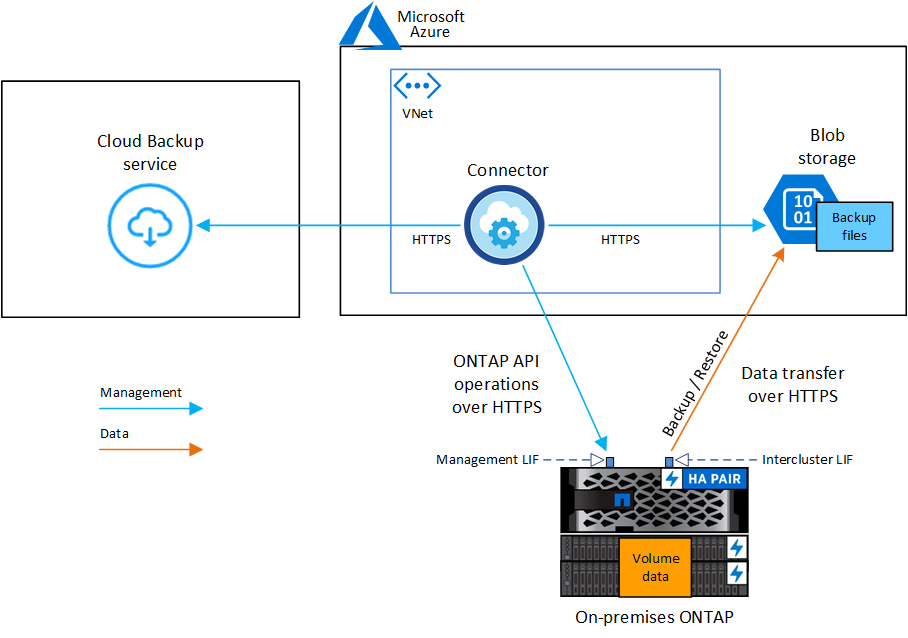 Microsoft
Azure
VNet
Cloud Backup
service
Connector
Blob
storage
10
01
Backup
files
HTTPS
HTTPS
ONTAP API
operations
over HTTPS
Backup / Restore
Data transfer
over HTTPS
Management
Data
Management LIF
Intercluster LIF
HA PAIR
Volume
data
On-premises ONTAP